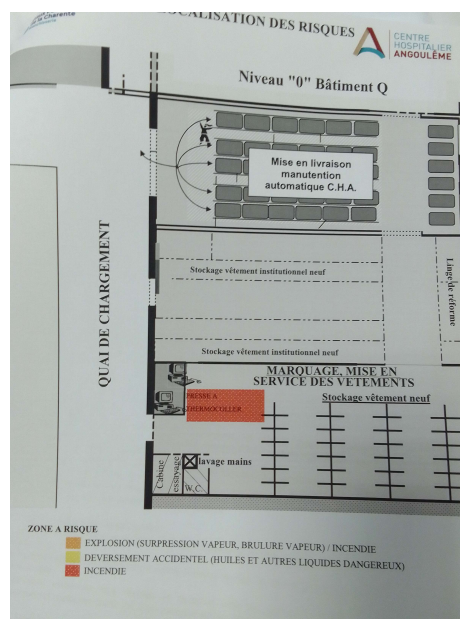 la Charente
LOCALISATION DES RISQUES
CENTRE
HOSPITALIER
ANGOULÊME
Niveau "0" Bâtiment Q
Mise en livraison
manutention
automatique C.H.A.
QUAI DE CHARGEMENT
Stockage vêtement institutionnel neuf
Linge de réforme
Stockage vêtement institutionnel neuf
MARQUAGE, MISE EN
SERVICE DES VETEMENTS
PRESSE A
THERMOCOLLER
Stockage vêtement neuf
Cabine
essayage
lavage mains
W.C
ZONE A RISQUE
EXPLOSION (SURPRESSION VAPEUR, BRULURE VAPEUR) / INCENDIE
DEVERSEMENT ACCIDENTEL (HUILES ET AUTRES LIQUIDES DANGEREUX)
INCENDIE